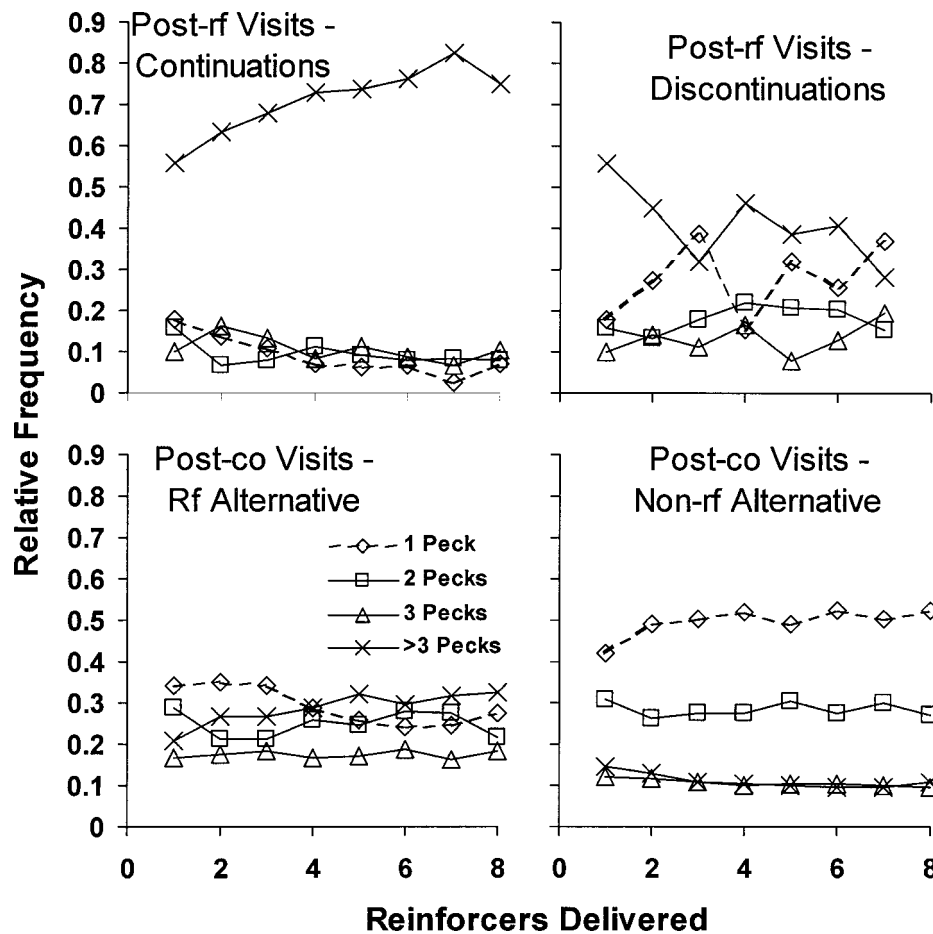 Relative Frequency
0.9
0.8
0.7
0.6
0.5
0.4
0.3
0.2
0.1
0
Post-rf Visits -
Continuations
Post-rf Visits -
Discontinuations
0.9
0.8
0.7
0.6
0.5
0.4
0.3
0.2
0.1
0
Post-co Visits -
Rf Alternative
1 Peck
2 Pecks
3 Pecks
>3 Pecks
Post-co Visits -
Non-rf Alternative
0 2 4 6 8
0 2 4 6 8
Reinforcers Delivered